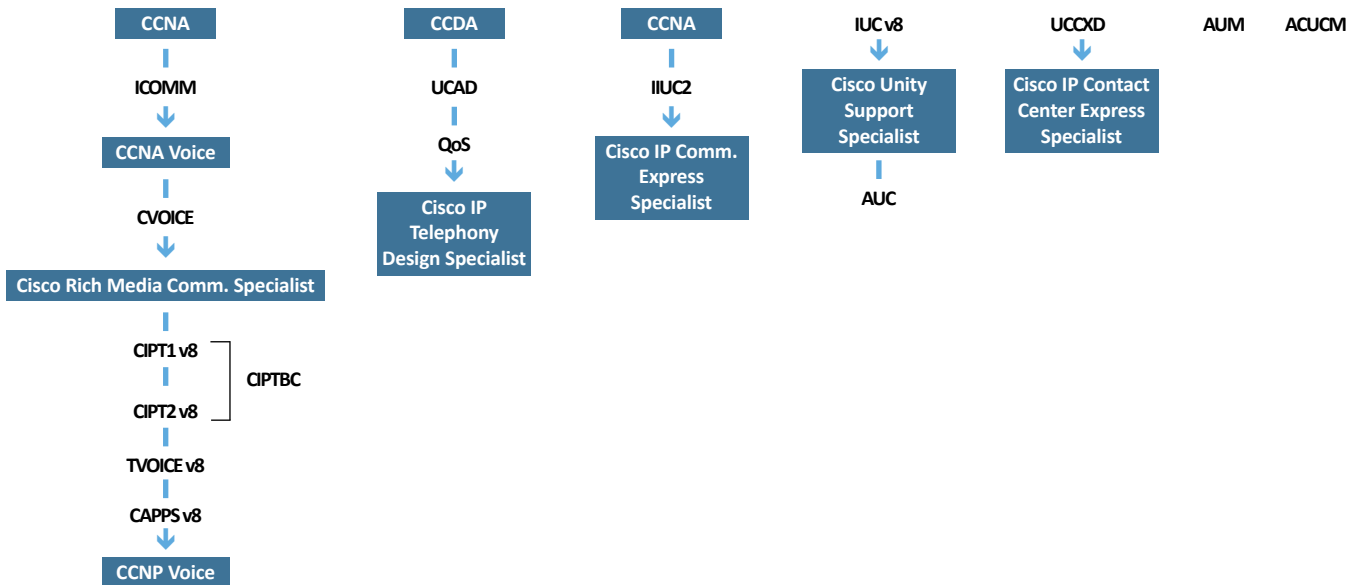 CCNA
ICOMM
CCNA Voice
CVOICE
Cisco Rich Media Comm. Specialist
CIPT1 v8
CIPTBC
CIPT2 v8
TVOICE v8
CAPPS v8
CCNP Voice
CCDA
UCAD
QoS
Cisco IP
Telephony
Design Specialist
CCNA
IIUC2
Cisco IP Comm.
Express
Specialist
IUC v8
Cisco Unity
Support
Specialist
AUC
UCCXD
Cisco IP Contact
Center Express
Specialist
AUM
ACUCM